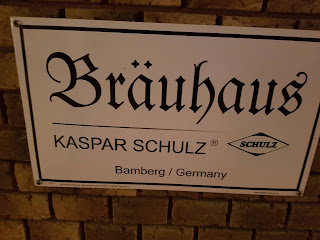 Bräuhaus
KASPAR SCHULZ®
SCHULZ
Bamberg / Germany